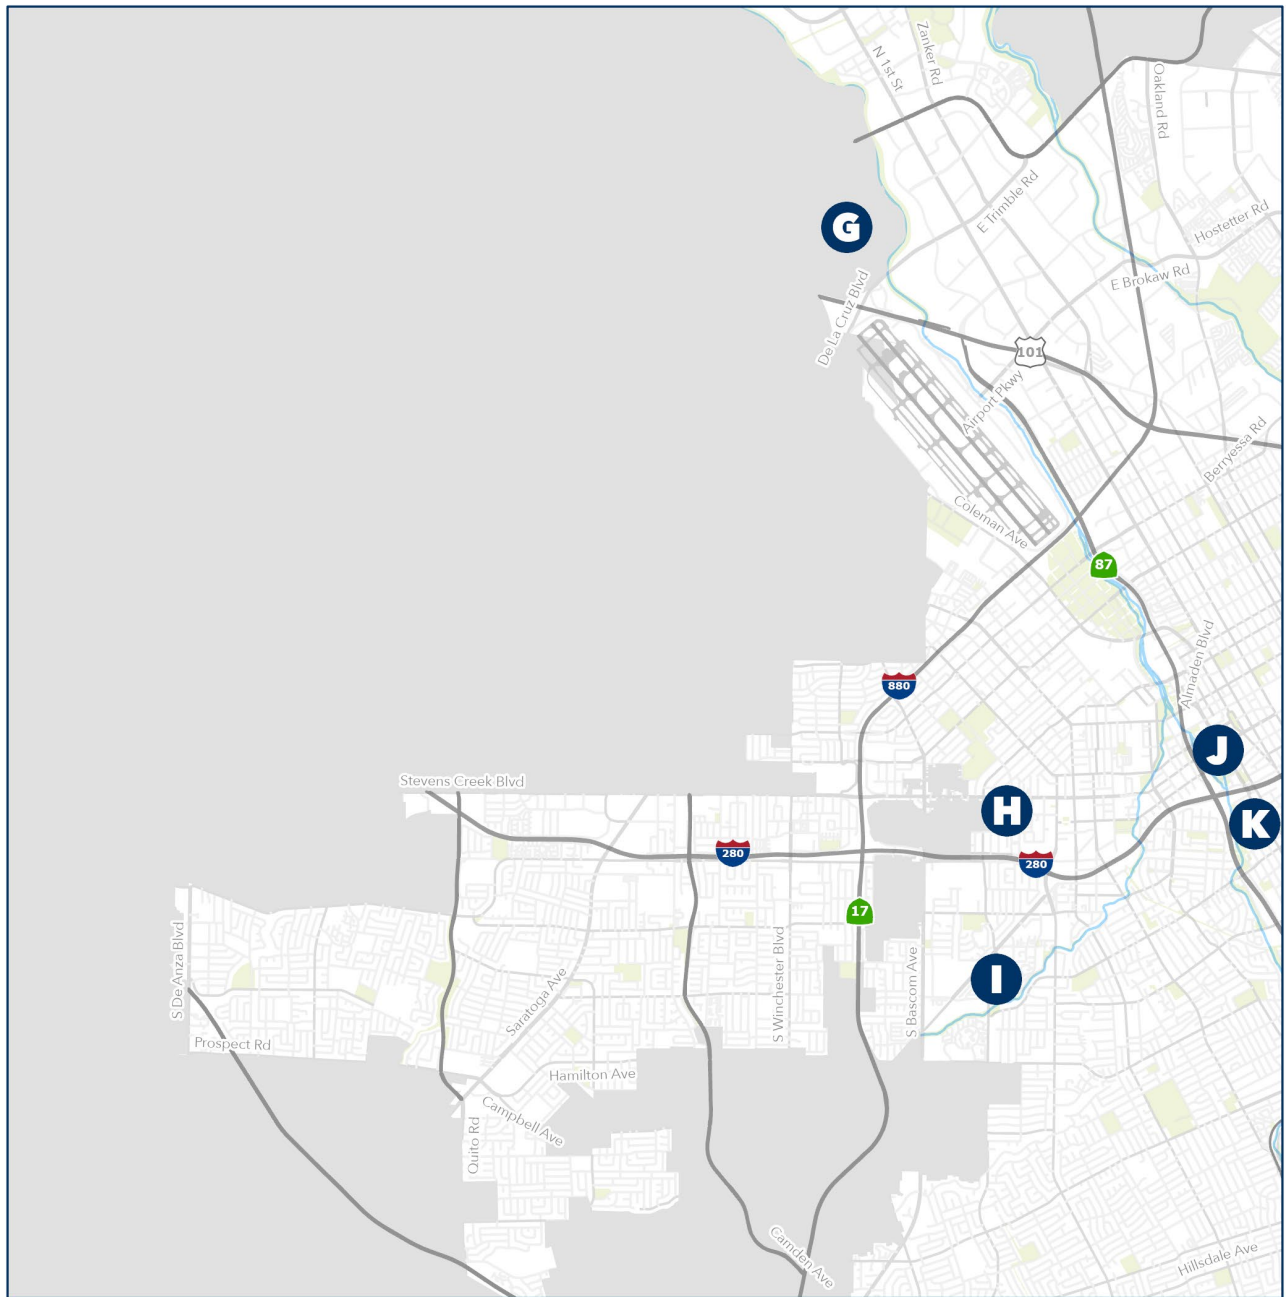 N 1st St
Zanker Rd
Oakland Rd
E Trimble Rd
Hostetter Rd
G
E Brokaw Rd
De La Cruz Blvd
101
Airport Pkwy
Berryessa Rd
Coleman Ave
87
Almaden Blvd
880
J
Stevens Creek Blvd
H
K
280
280
17
S De Anza Blvd
S Winchester Blvd
S Bascom Ave
I
Saratoga Ave
Prospect Rd
Hamilton Ave
Campbell Ave
Quito Rd
Camden Ave
Hillsdale Ave